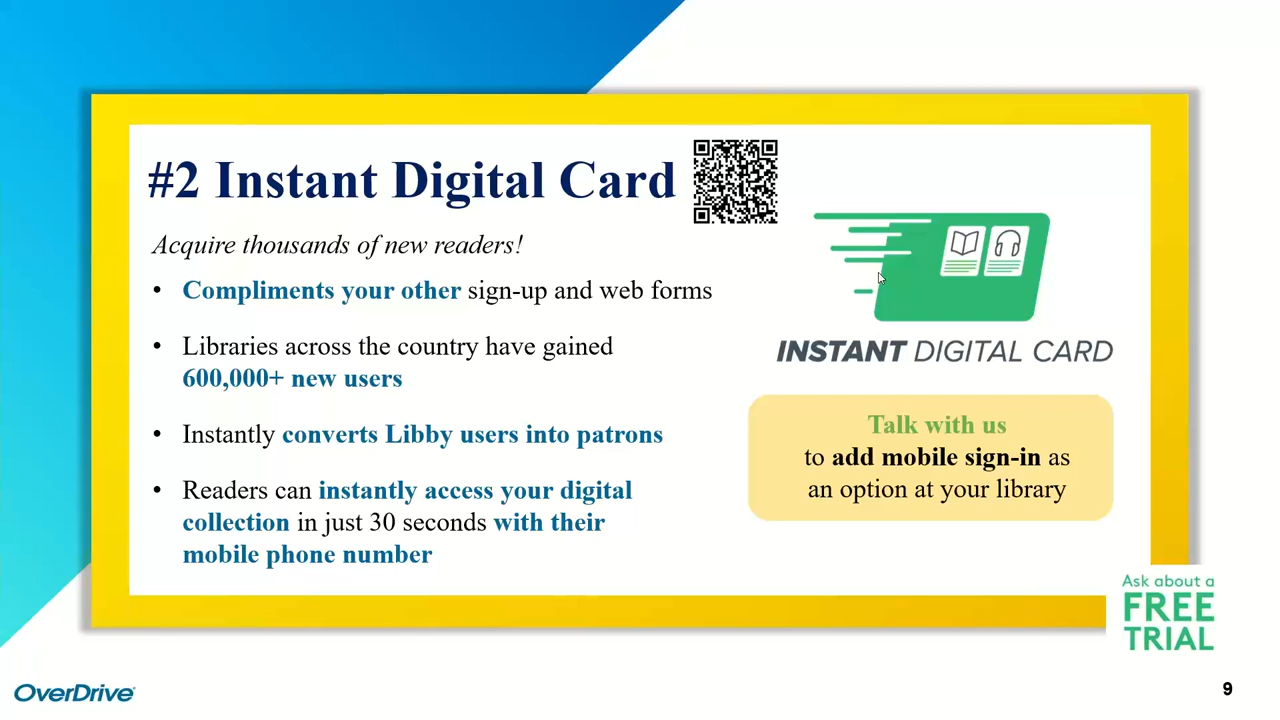 #2 Instant Digital Card
Acquire thousands of new readers!
• Compliments your other sign-up and web forms
• Libraries across the country have gained
600,000+ new users
• Instantly converts Libby users into patrons
• Readers can instantly access your digital
collection in just 30 seconds with their
mobile phone number
INSTANT DIGITAL CARD
Talk with us
to add mobile sign-in as
an option at your library
Ask about a
FREE
TRIAL
OverDrive
9